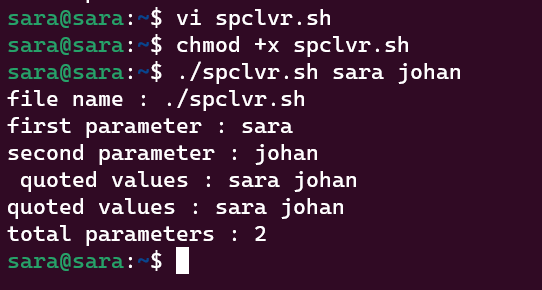 sara@sara:~$ vi spclvr.sh
sara@sara:~$ chmod +x spclvr.sh
sara@sara:~$ ./spclvr.sh sara johan
file name : ./spclvr.sh
first parameter : sara
second parameter : johan
 quoted values : sara johan
quoted values : sara johan
total parameters : 2
sara@sara:~$